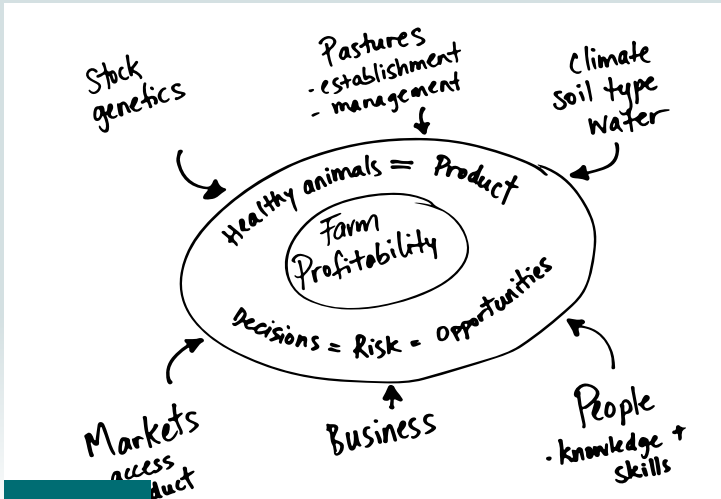 Stock
genetics
Pastures
- establishment
- management
Climate
soil type
water
Healthy animals = Product
Farm
Profitability
Decisions = Risk = Opportunities
Markets
access
Business
People
. knowledge +
skills